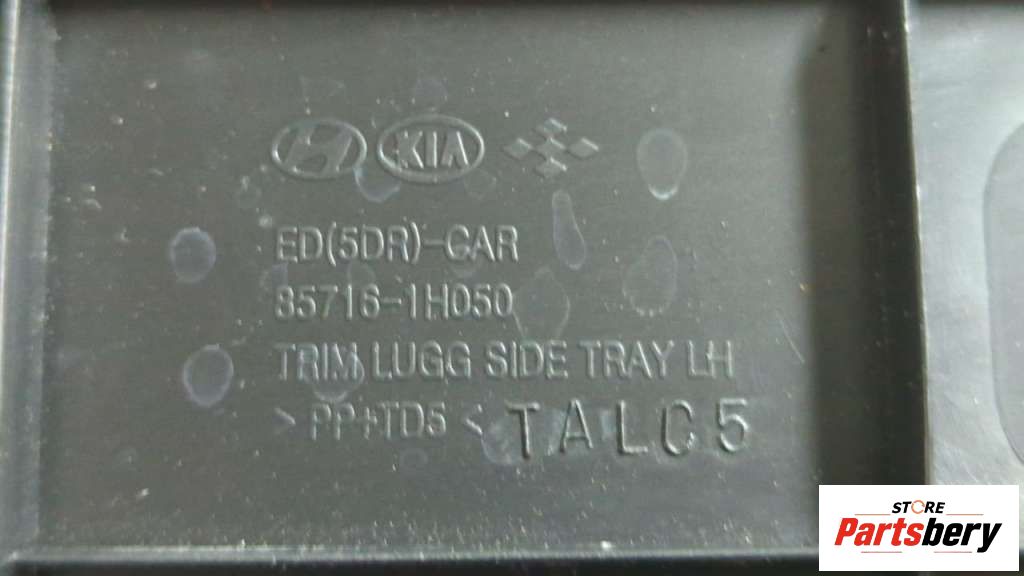 KIA
ED(5DR)-CAR
85716-1H050
TRIM LUGG SIDE TRAY LH
> PP+TD5 < TALC5
STORE
Partsbery